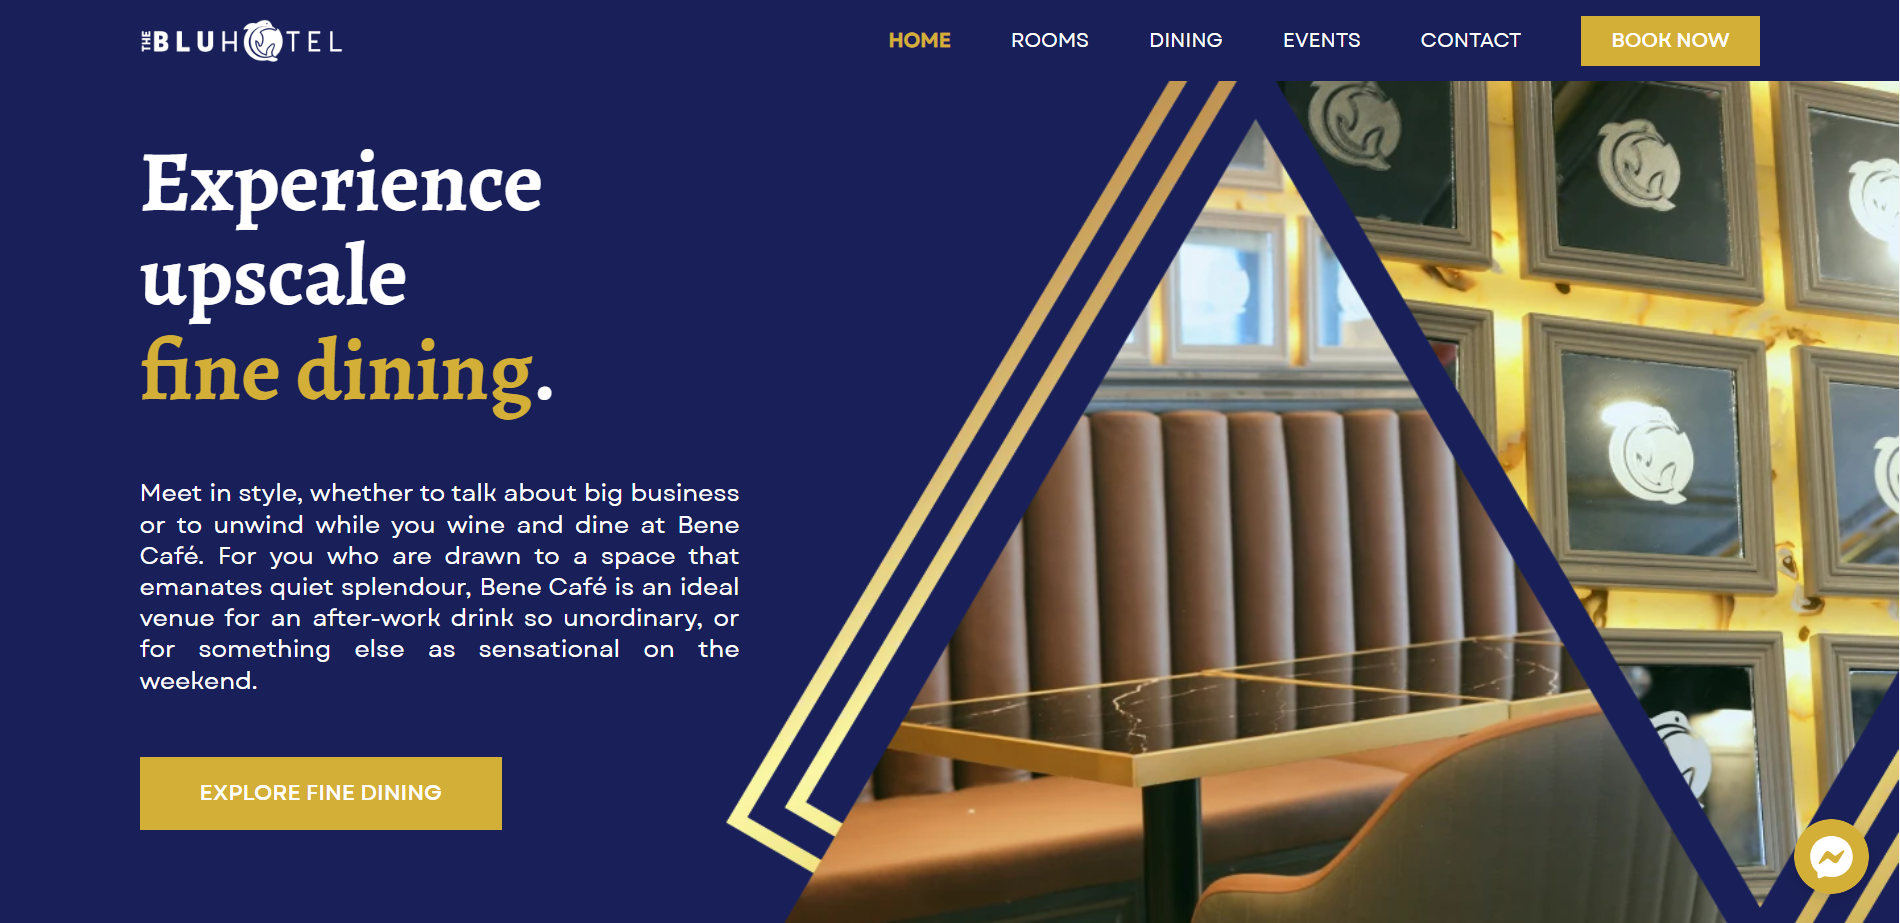 THE BLU HOTEL
HOME ROOMS DINING EVENTS CONTACT BOOK NOW
Experience
upscale
fine dining.
Meet in style, whether to talk about big business
or to unwind while you wine and dine at Bene
Café. For you who are drawn to a space that
emanates quiet splendour, Bene Café is an ideal
venue for an after-work drink so unordinary, or
for something else as sensational on the
weekend.
EXPLORE FINE DINING